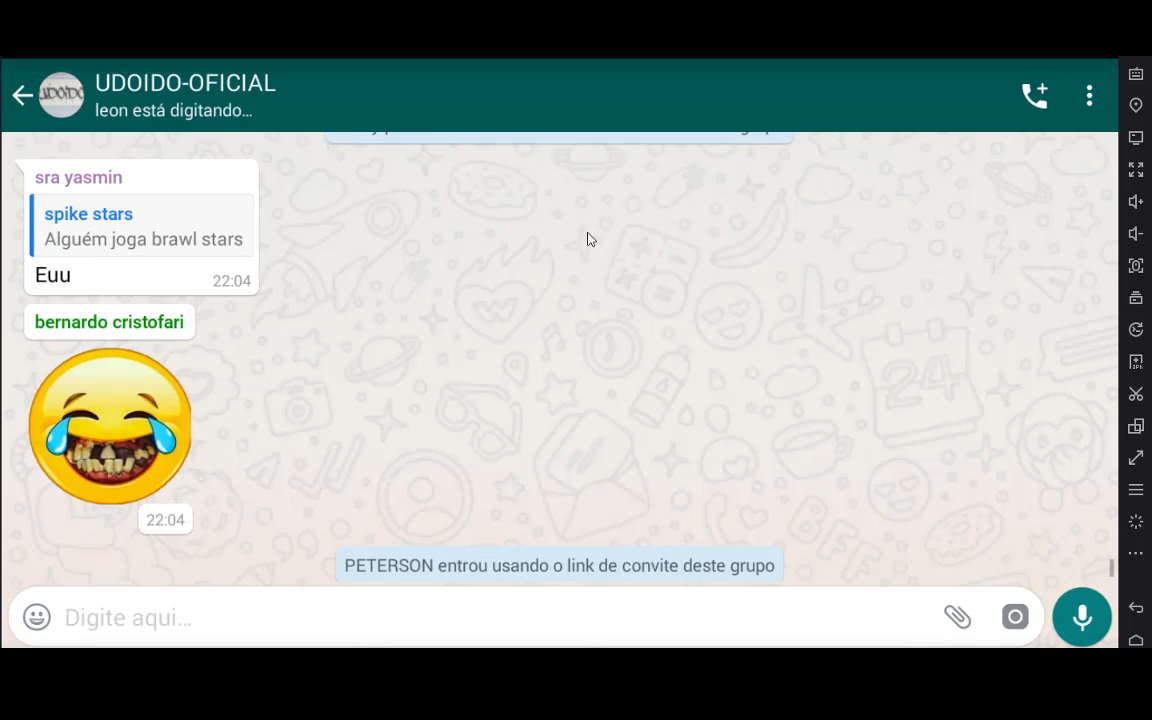 UDOIDO-OFICIAL
leon está digitando...
sra yasmin
spike stars
Alguém joga brawl stars
Euu
22:04
bernardo cristofari
22:04
PETERSON entrou usando o link de convite deste grupo
Digite aqui...